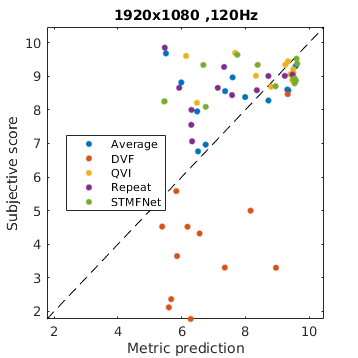 1920x1080 ,120Hz
Subjective score
10
9
8
7
6
5
4
3
2
Average
DVF
QVI
Repeat
STMFNet
2 4 6 8 10
Metric prediction